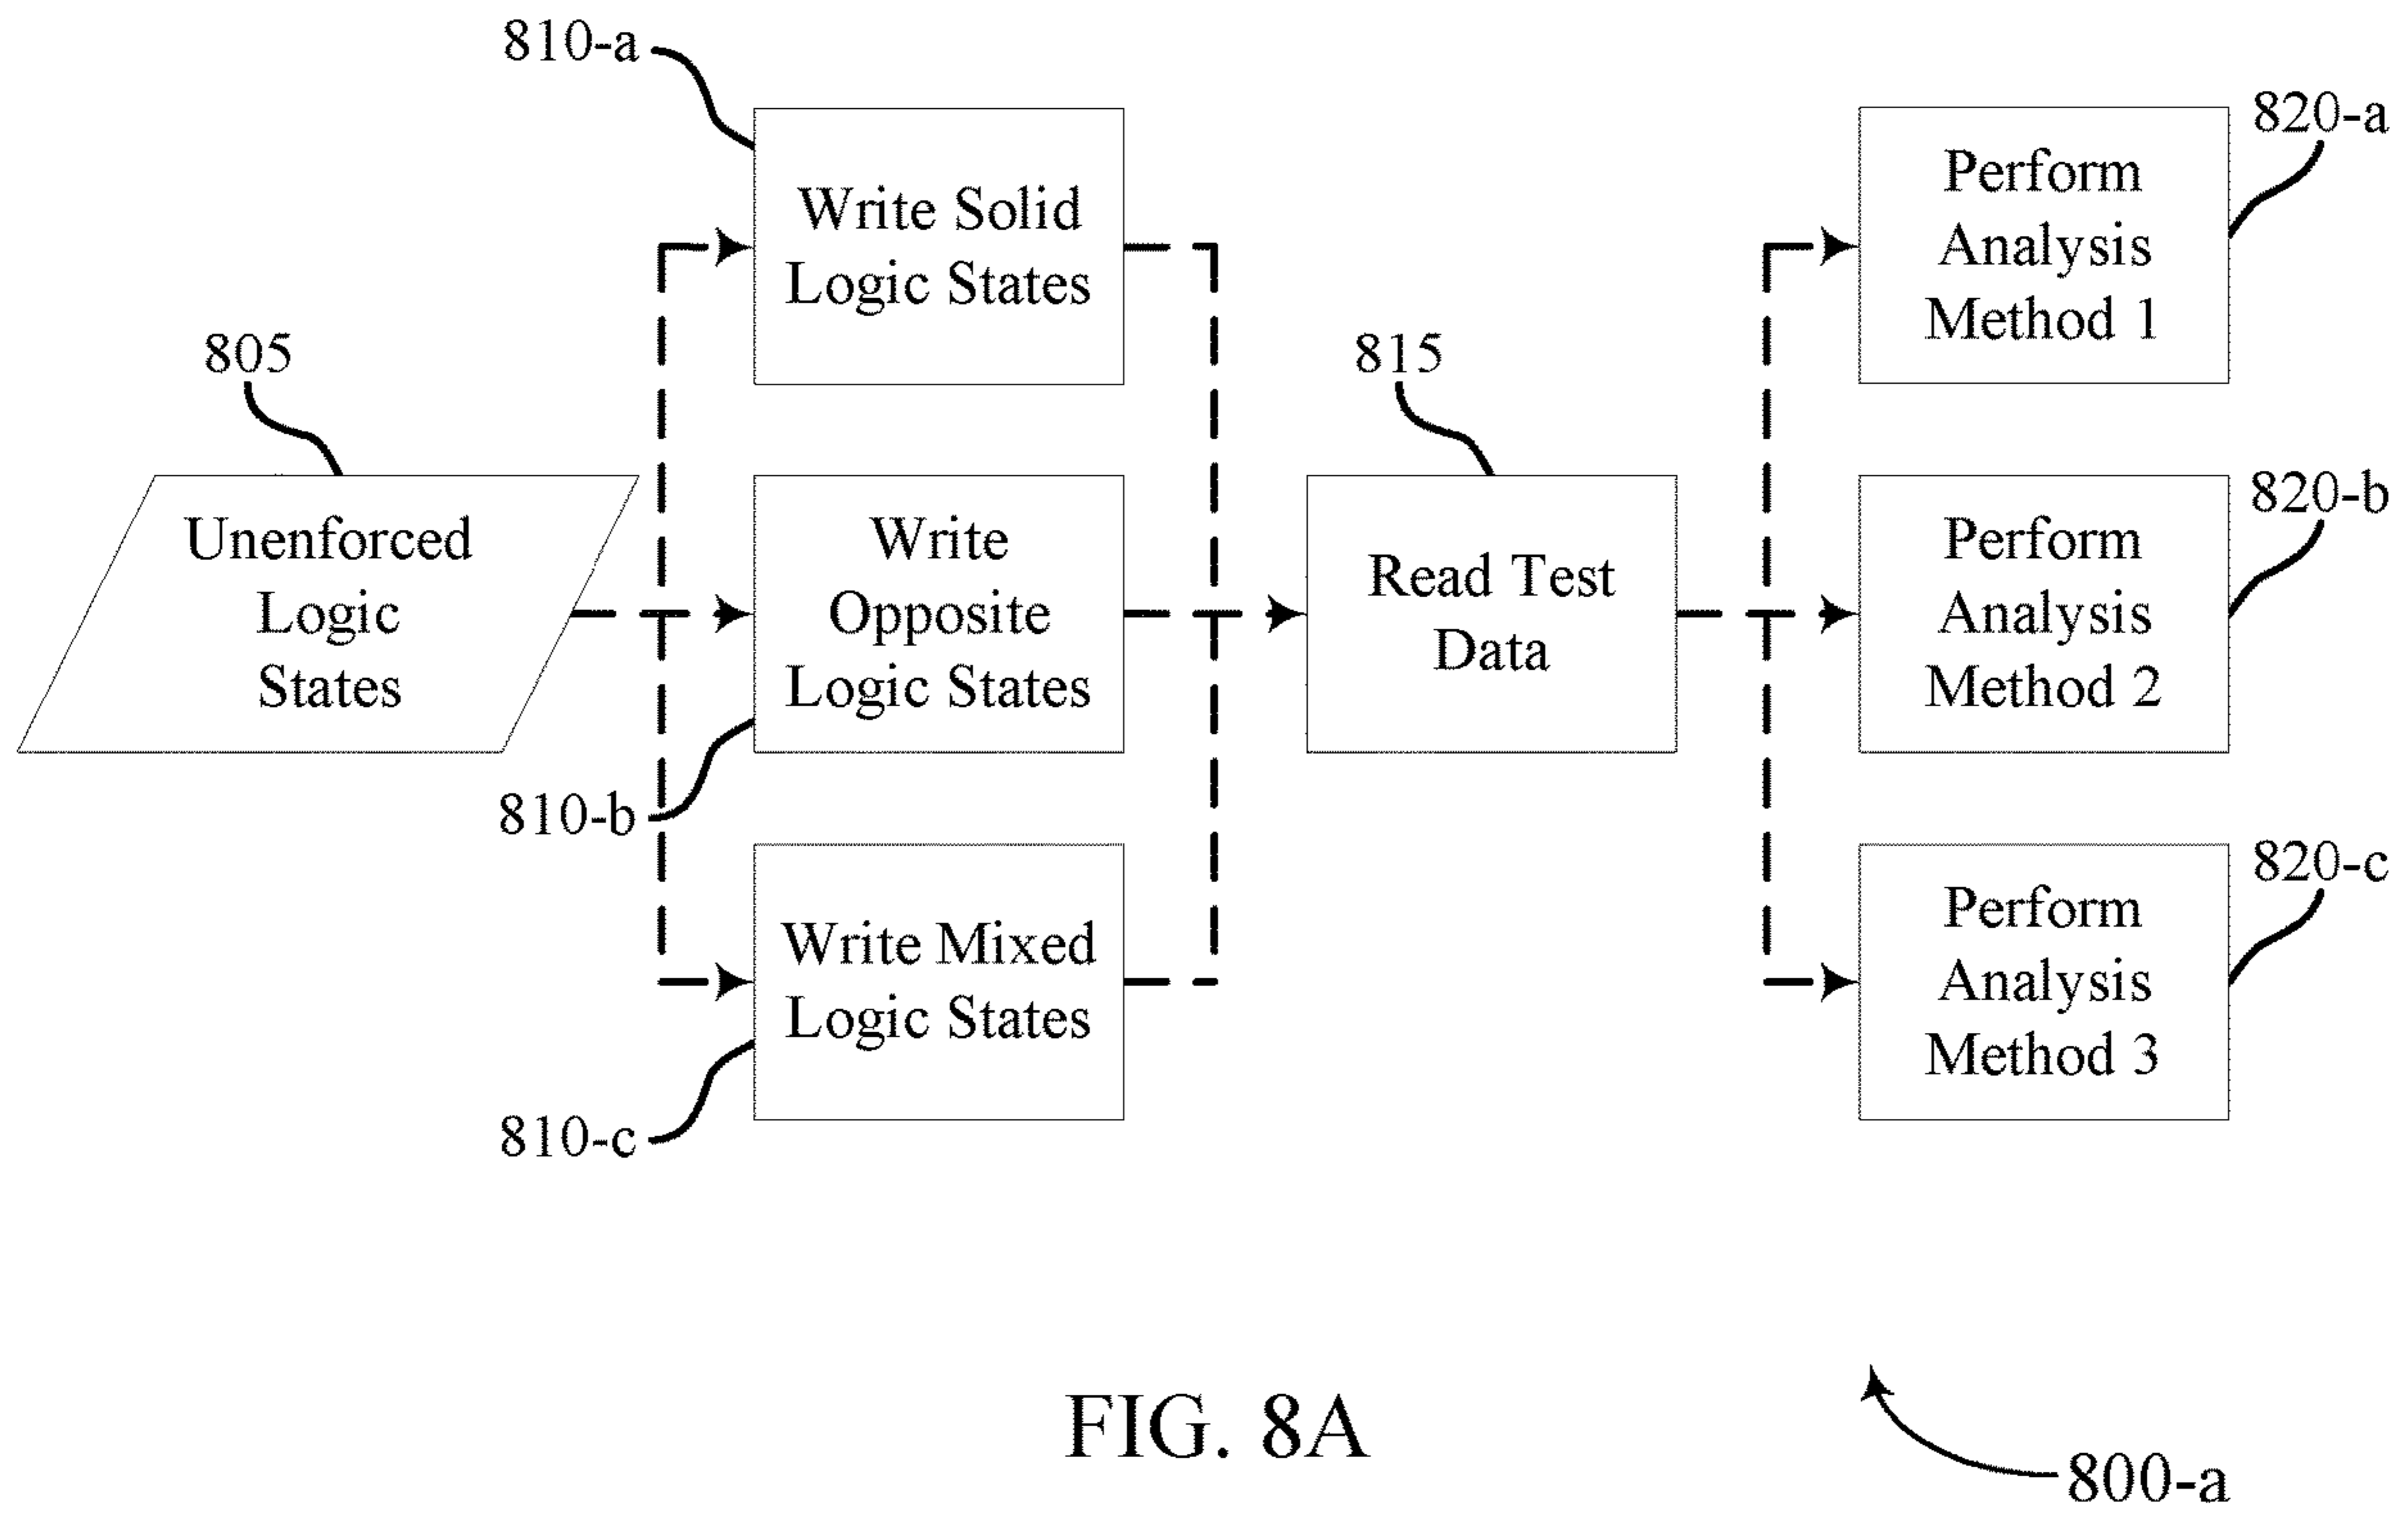 810-a
Write Solid
Logic States
805
Unenforced
Logic
States
Write
Opposite
Logic States
810-b
Write Mixed
Logic States
810-c
815
Read Test
Data
820-a
Perform
Analysis
Method 1
820-b
Perform
Analysis
Method 2
820-c
Perform
Analysis
Method 3
FIG. 8A
800-a